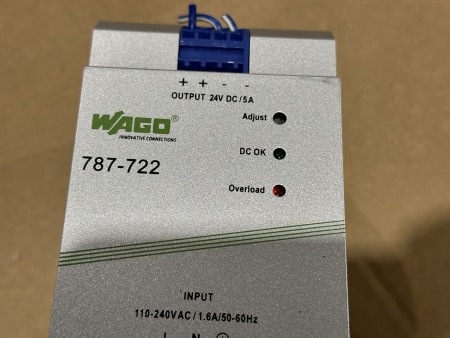 + + - -
OUTPUT 24V DC / 5 A
Adjust
WAGO®
INNOVATIVE CONNECTIONS
DC OK
787-722
Overload
INPUT
110-240VAC / 1.6A/50-60Hz
L N